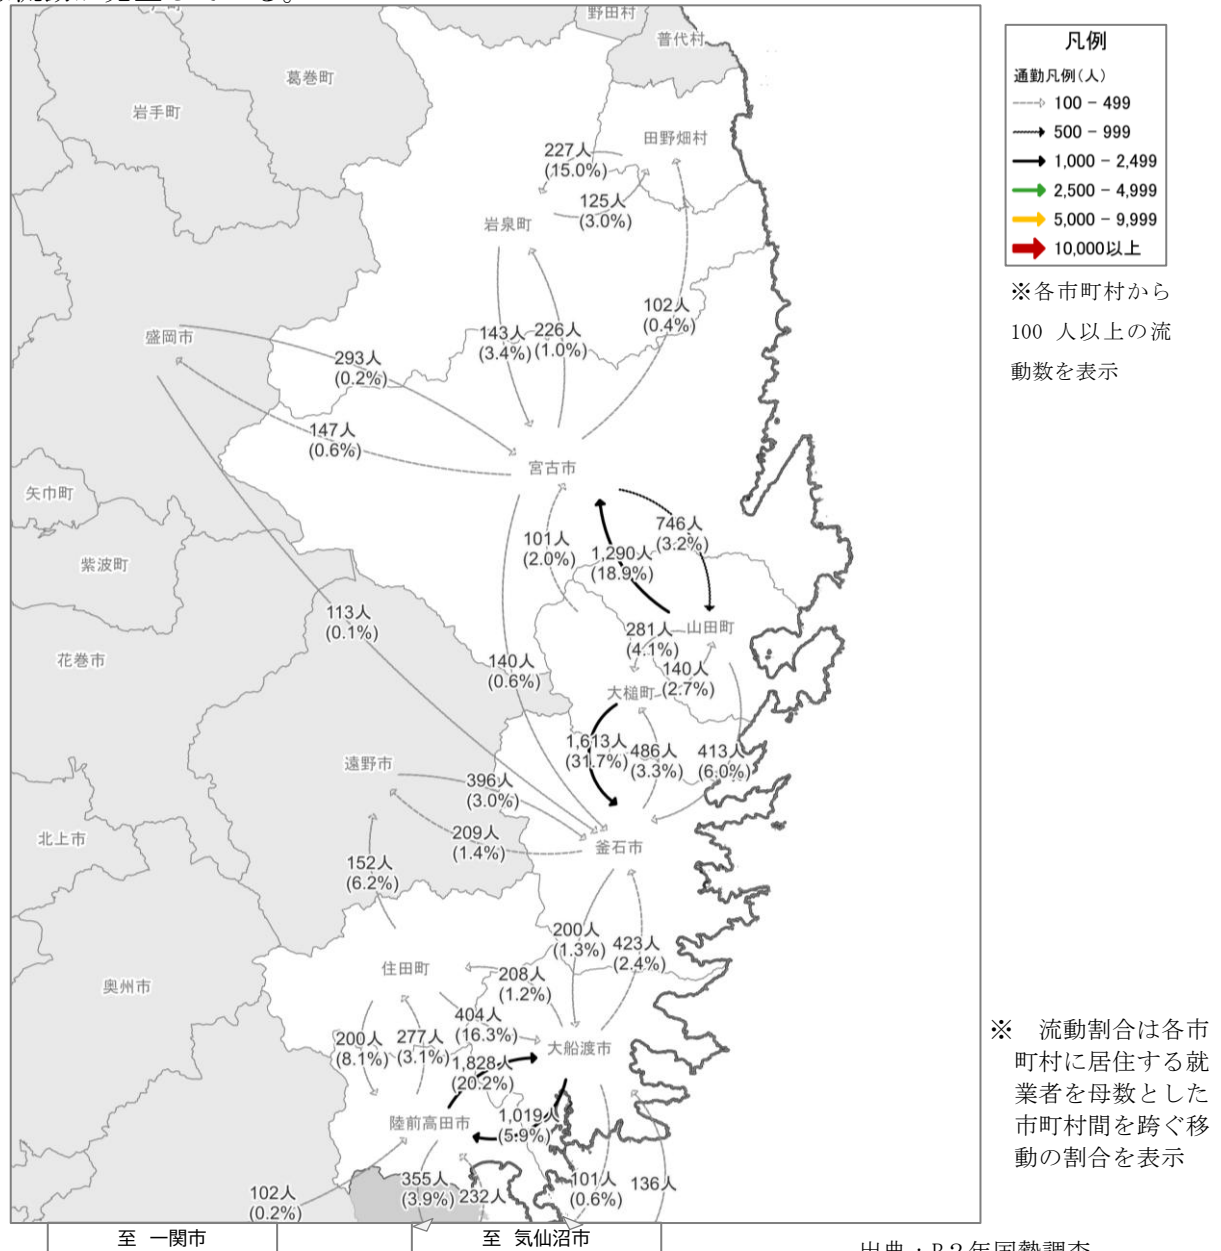 野田村
普代村
葛巻町
岩手町
田野畑村
227人
(15.0%)
125人
(3.0%)
岩泉町
102人
(0.4%)
143人
(3.4%)
226人
(1.0%)
盛岡市
293人
(0.2%)
147人
(0.6%)
宮古市
矢巾町
746人
(3.2%)
101人
(2.0%)
1,290人
(18.9%)
紫波町
113人
(0.1%)
281人
(4.1%)
山田町
花巻市
140人
(0.6%)
140人
(2.7%)
大槌町
1,613人
(31.7%)
486人
(3.3%)
413人
(6.0%)
遠野市
396人
(3.0%)
209人
(1.4%)
北上市
釜石市
152人
(6.2%)
200人
(1.3%)
423人
(2.4%)
住田町
208人
(1.2%)
奥州市
404人
(16.3%)
200人
(8.1%)
277人
(3.1%)
大船渡市
1,828人
(20.2%)
陸前高田市
1,019人
(5.9%)
102人
(0.2%)
355人
(3.9%)
232人
101人
(0.6%)
136人
至 一関市
至 気仙沼市
凡例
通勤凡例(人)
100 - 499
500 - 999
1,000 - 2,499
2,500 - 4,999
5,000 - 9,999
10,000以上
※各市町村から
100 人以上の流
動数を表示
※ 流動割合は各市
町村に居住する就
業者を母数とした
市町村間を跨ぐ移
動の割合を表示